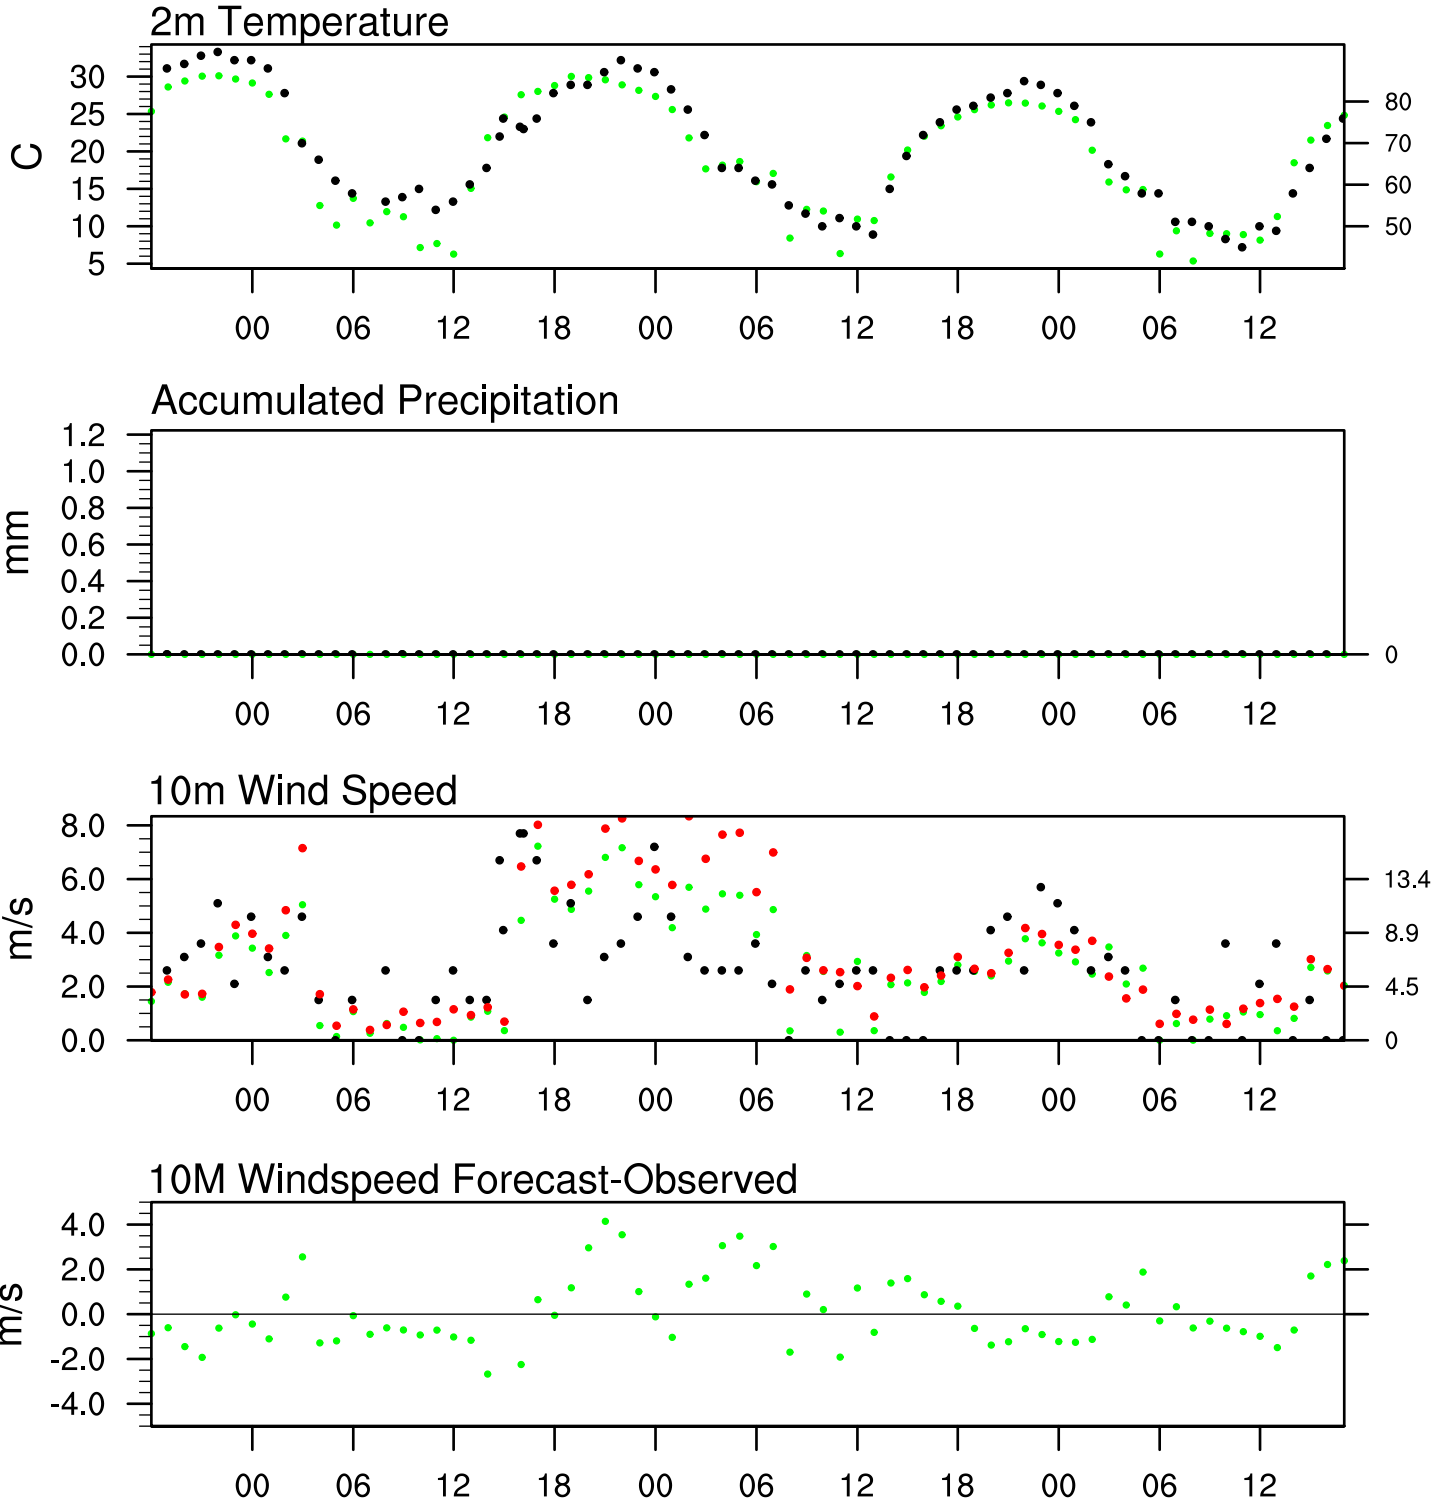 2m Temperature
C
30
25
20
15
10
5
80
70
60
50
00 06 12 18 00 06 12 18 00 06 12
Accumulated Precipitation
mm
1.2
1.0
0.8
0.6
0.4
0.2
0.0
0
00 06 12 18 00 06 12 18 00 06 12
10m Wind Speed
m/s
8.0
6.0
4.0
2.0
0.0
13.4
8.9
4.5
0
00 06 12 18 00 06 12 18 00 06 12
10M Windspeed Forecast-Observed
m/s
4.0
2.0
0.0
-2.0
-4.0
00 06 12 18 00 06 12 18 00 06 12